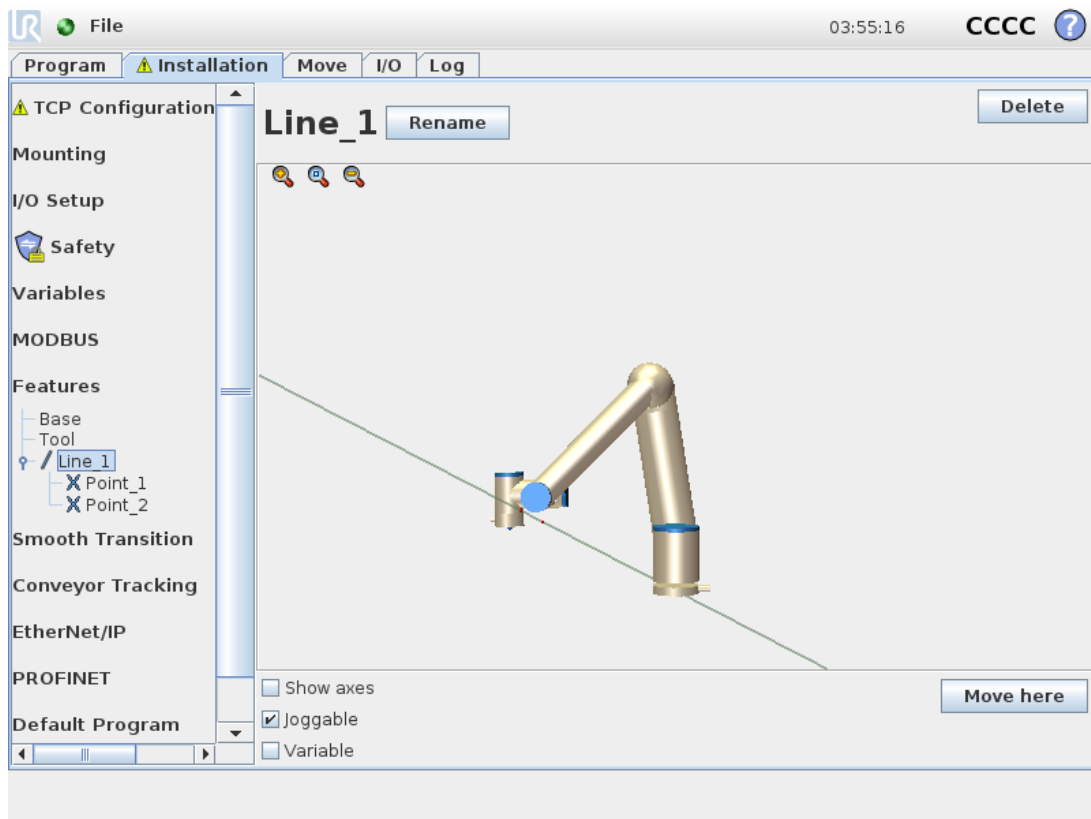 UR File 03:55:16 CCCC ?
Program Installation Move I/O Log
TCP Configuration
Mounting
I/O Setup
Safety
Variables
MODBUS
Features
Base
Tool
Line_1
Point_1
Point_2
Smooth Transition
Conveyor Tracking
EtherNet/IP
PROFINET
Default Program
Line_1 Rename Delete
Show axes
Joggable
Variable
Move here